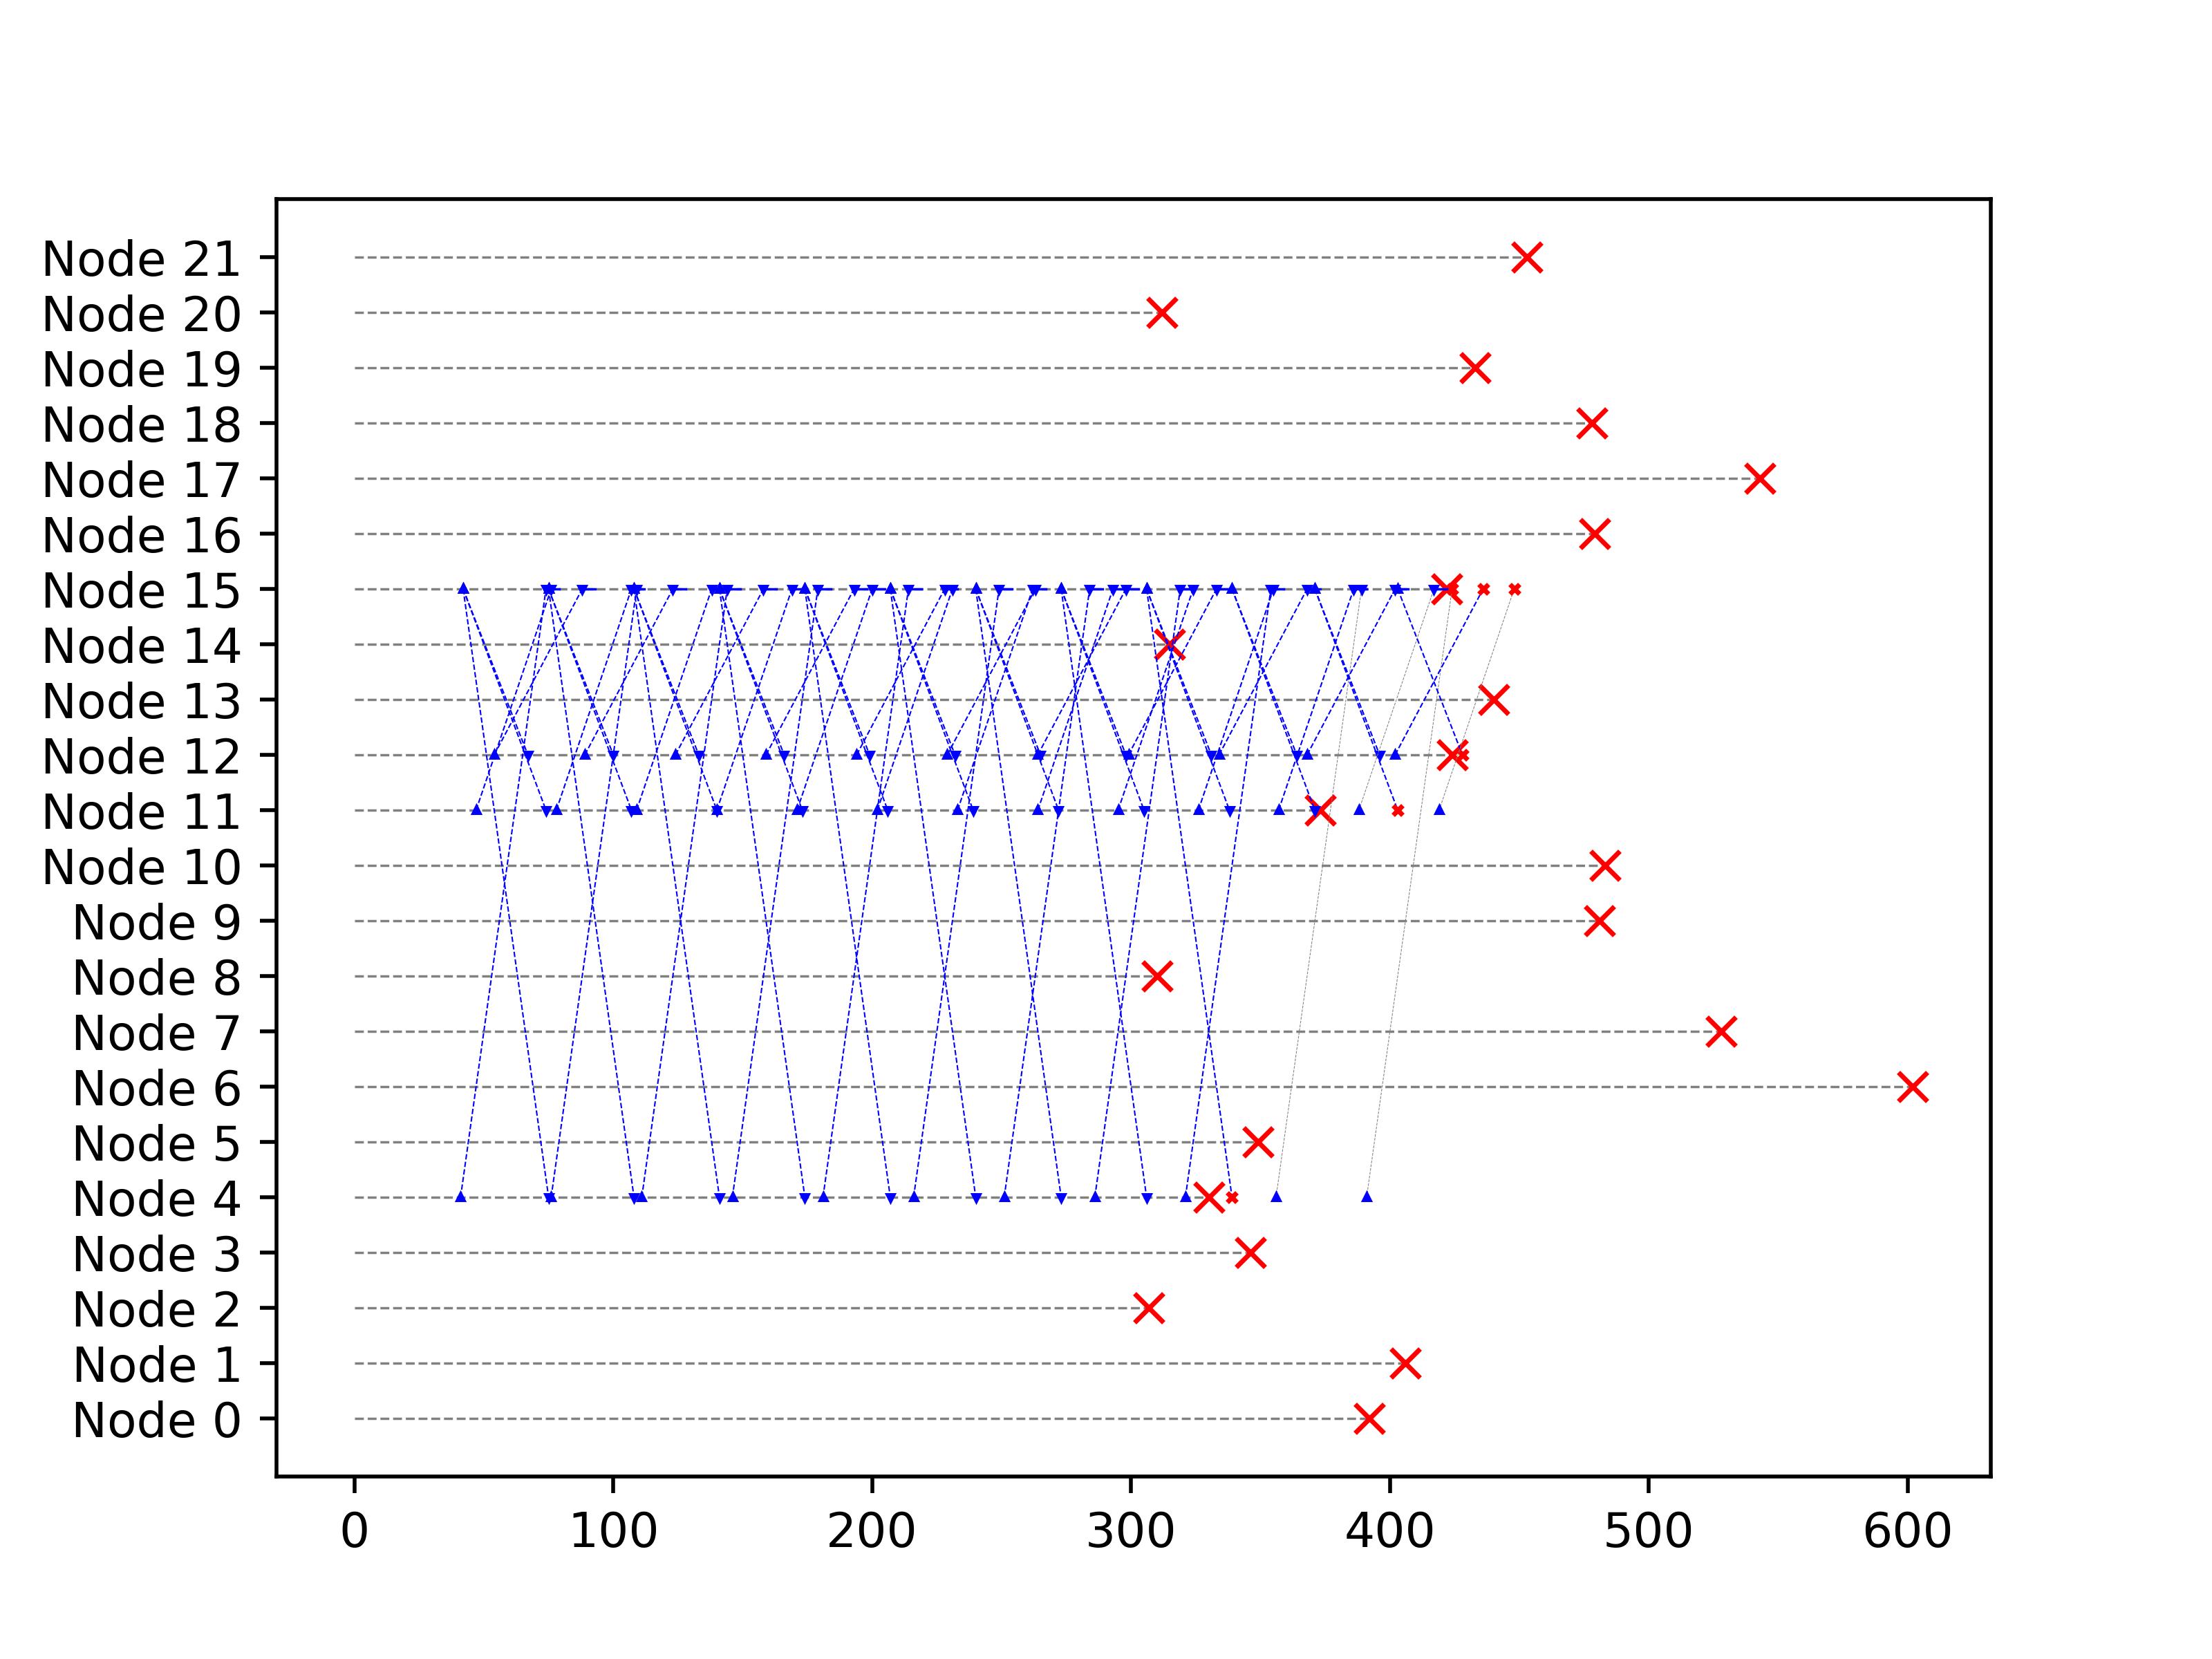 Node 21
Node 20
Node 19
Node 18
Node 17
Node 16
Node 15
Node 14
Node 13
Node 12
Node 11
Node 10
Node 9
Node 8
Node 7
Node 6
Node 5
Node 4
Node 3
Node 2
Node 1
Node 0
0 100 200 300 400 500 600